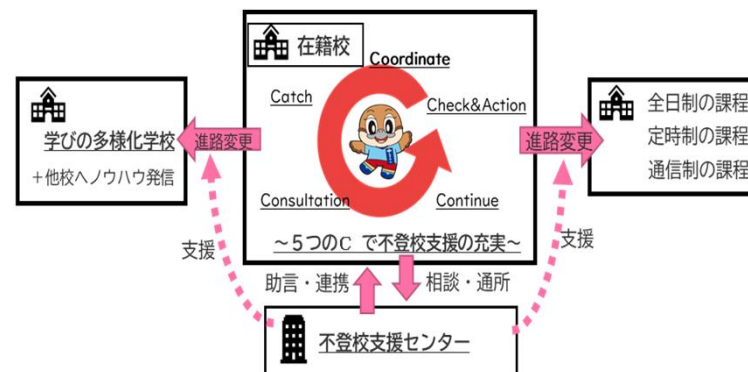 在籍校
Coordinate
Catch
Check&Action
Consultation
Continue
～５つのC で不登校支援の充実～
進路変更
学びの多様化学校
＋他校へノウハウ発信
進路変更
全日制の課程
定時制の課程
通信制の課程
支援
支援
助言・連携
相談・通所
不登校支援センター